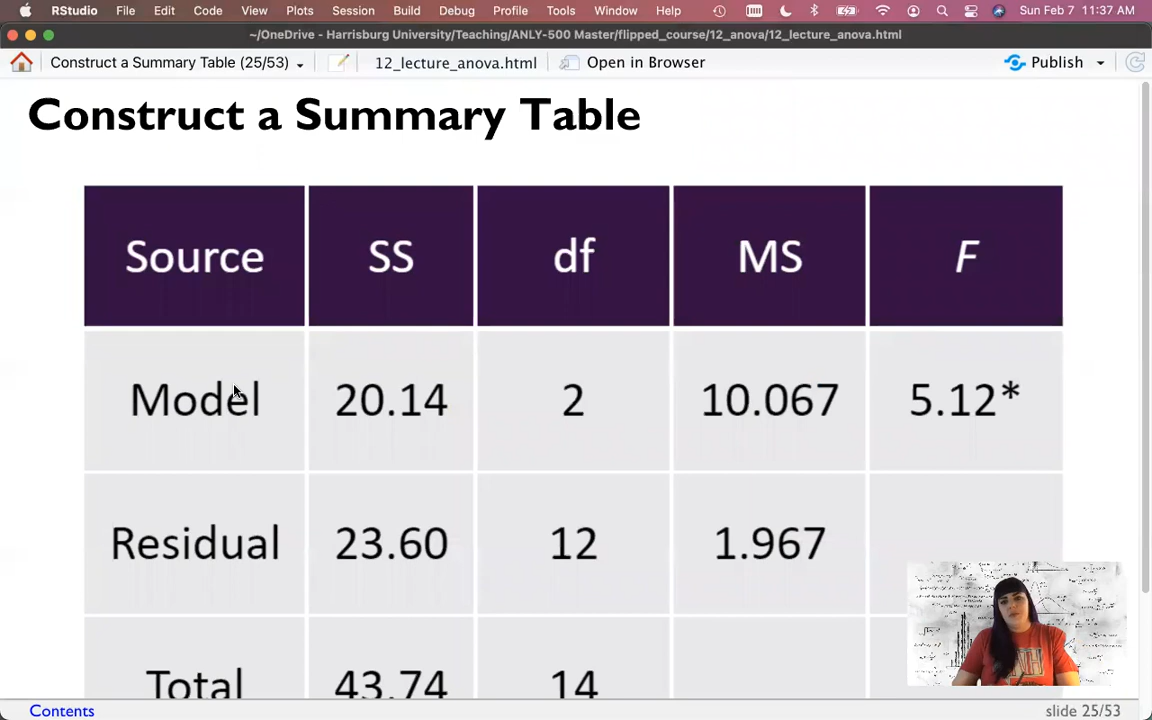 RStudio File Edit Code View Plots Session Build Debug Profile Tools Window Help Sun Feb 7 11:37 AM
~/OneDrive - Harrisburg University/Teaching/ANLY-500 Master/flipped_course/12_anova/12_lecture_anova.html
Construct a Summary Table (25/53) 12_lecture_anova.html Open in Browser Publish
Construct a Summary Table
Source SS df MS F
Model 20.14 2 10.067 5.12*
Residual 23.60 12 1.967
Total 43.74 14
Contents slide 25/53